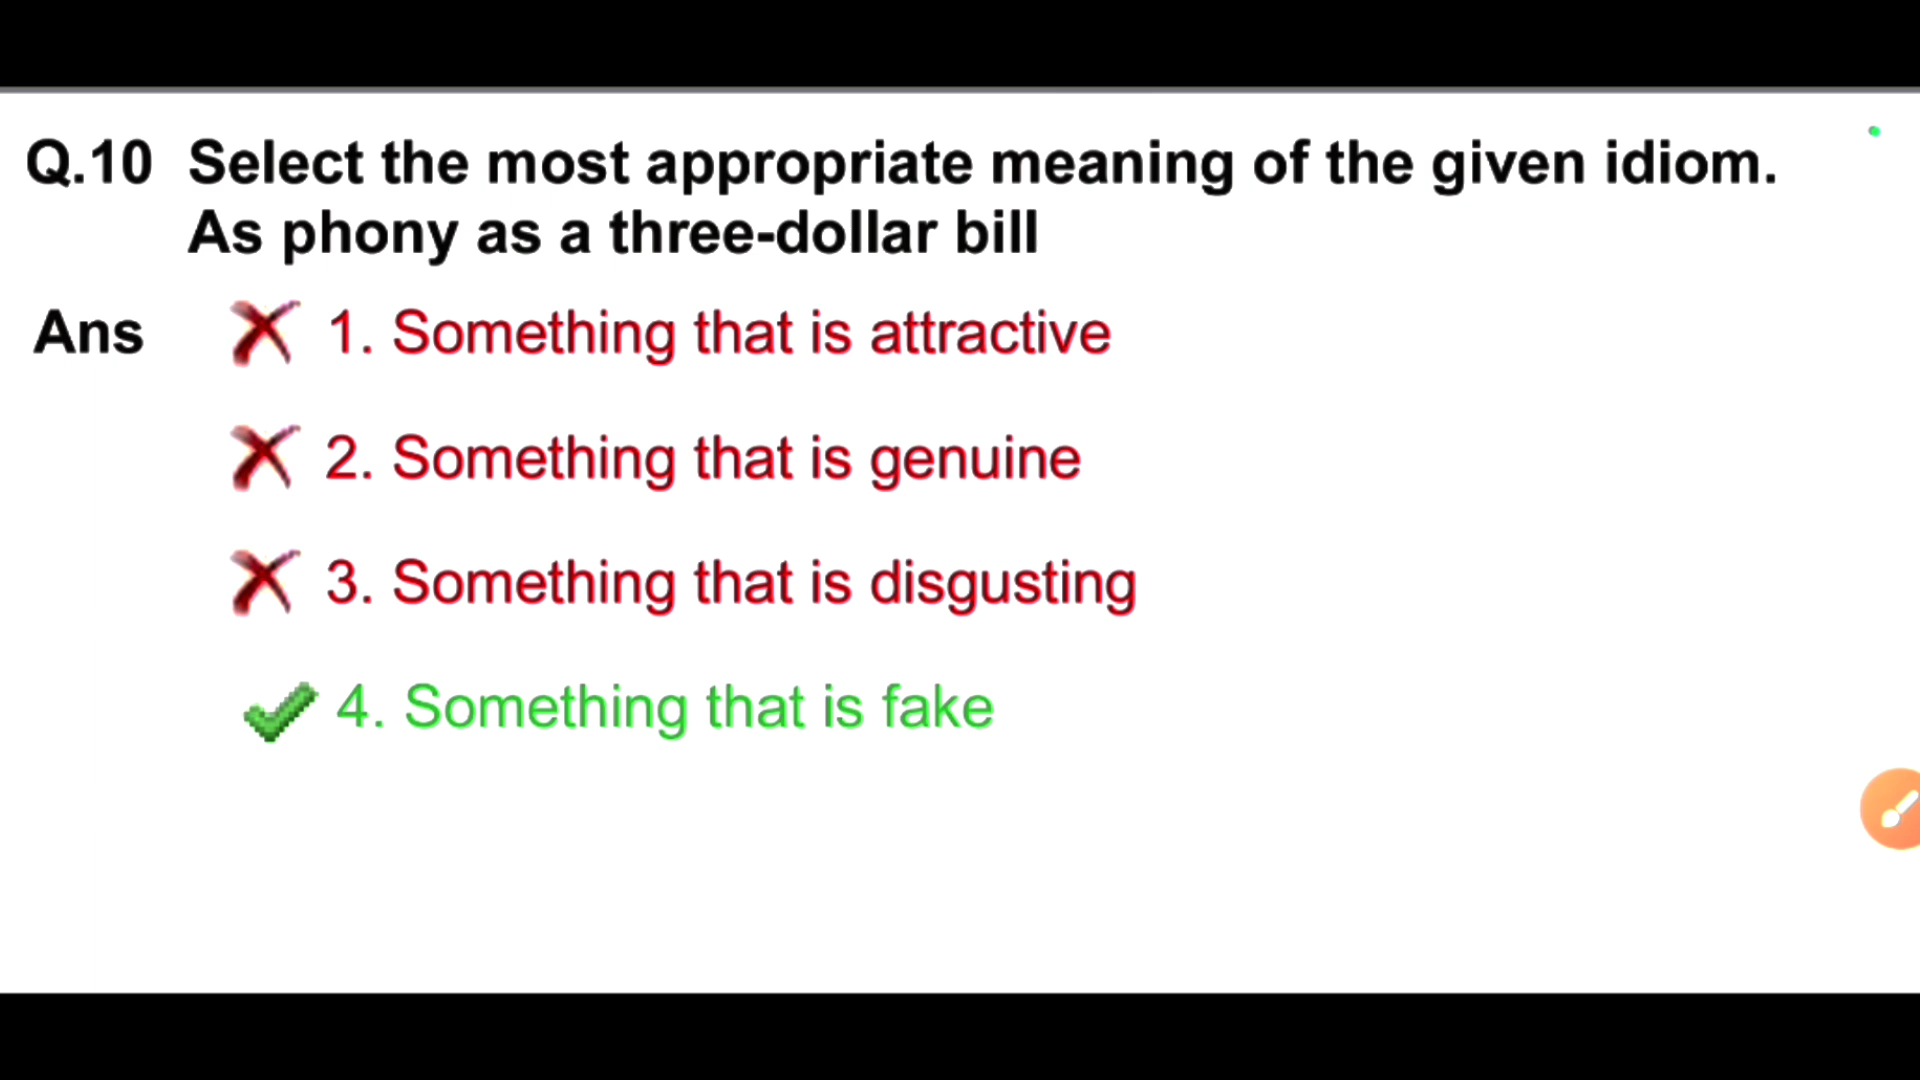 Q.10 Select the most appropriate meaning of the given idiom.
As phony as a three-dollar bill
Ans 1. Something that is attractive
2. Something that is genuine
3. Something that is disgusting
4. Something that is fake